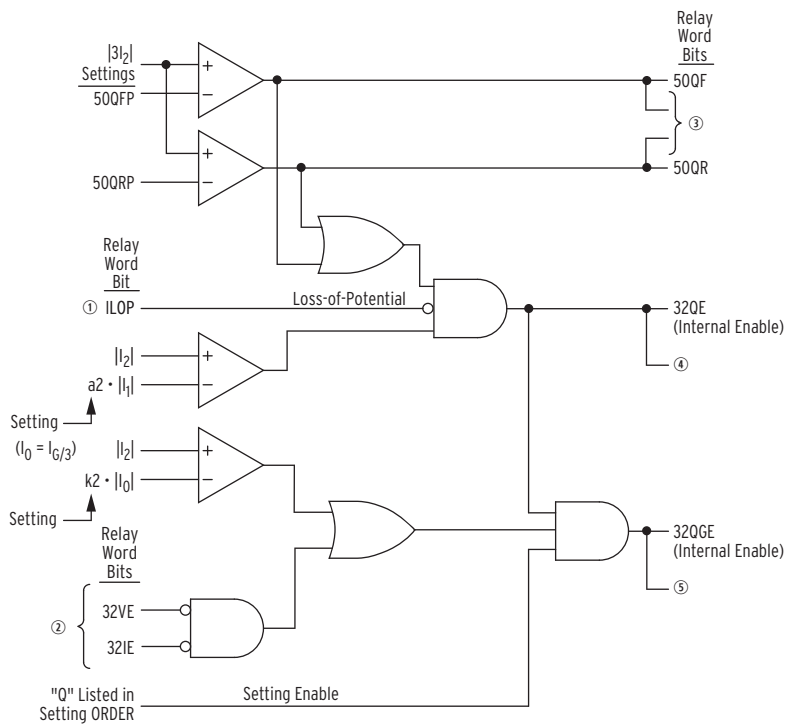 Relay
Word
Bits
|3I2|
Settings
50QFP
+
–
50QF
③
+
–
50QRP
50QR
Relay
Word
Bit
① ILOP
Loss-of-Potential
32QE
(Internal Enable)
④
|I2|
+
a2 • |I1|
–
Setting
(I0 = IG/3)
|I2|
+
k2 • |I0|
–
Setting
32QGE
(Internal Enable)
⑤
Relay
Word
Bits
②
32VE
32IE
"Q" Listed in
Setting ORDER
Setting Enable